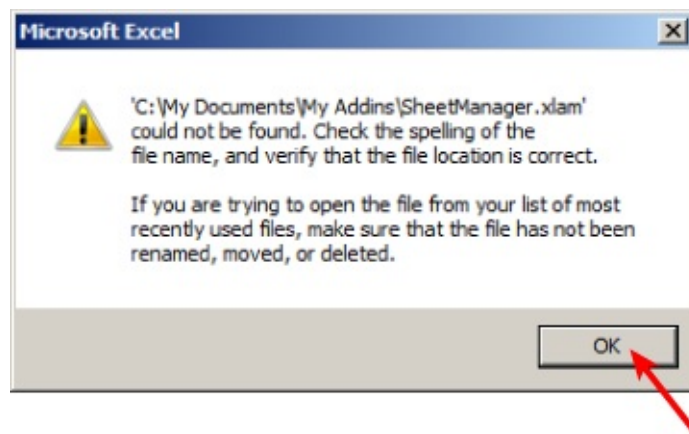 Microsoft Excel
'C:\My Documents\My Addins\SheetManager.xlam'
could not be found. Check the spelling of the
file name, and verify that the file location is correct.
If you are trying to open the file from your list of most
recently used files, make sure that the file has not been
renamed, moved, or deleted.
OK